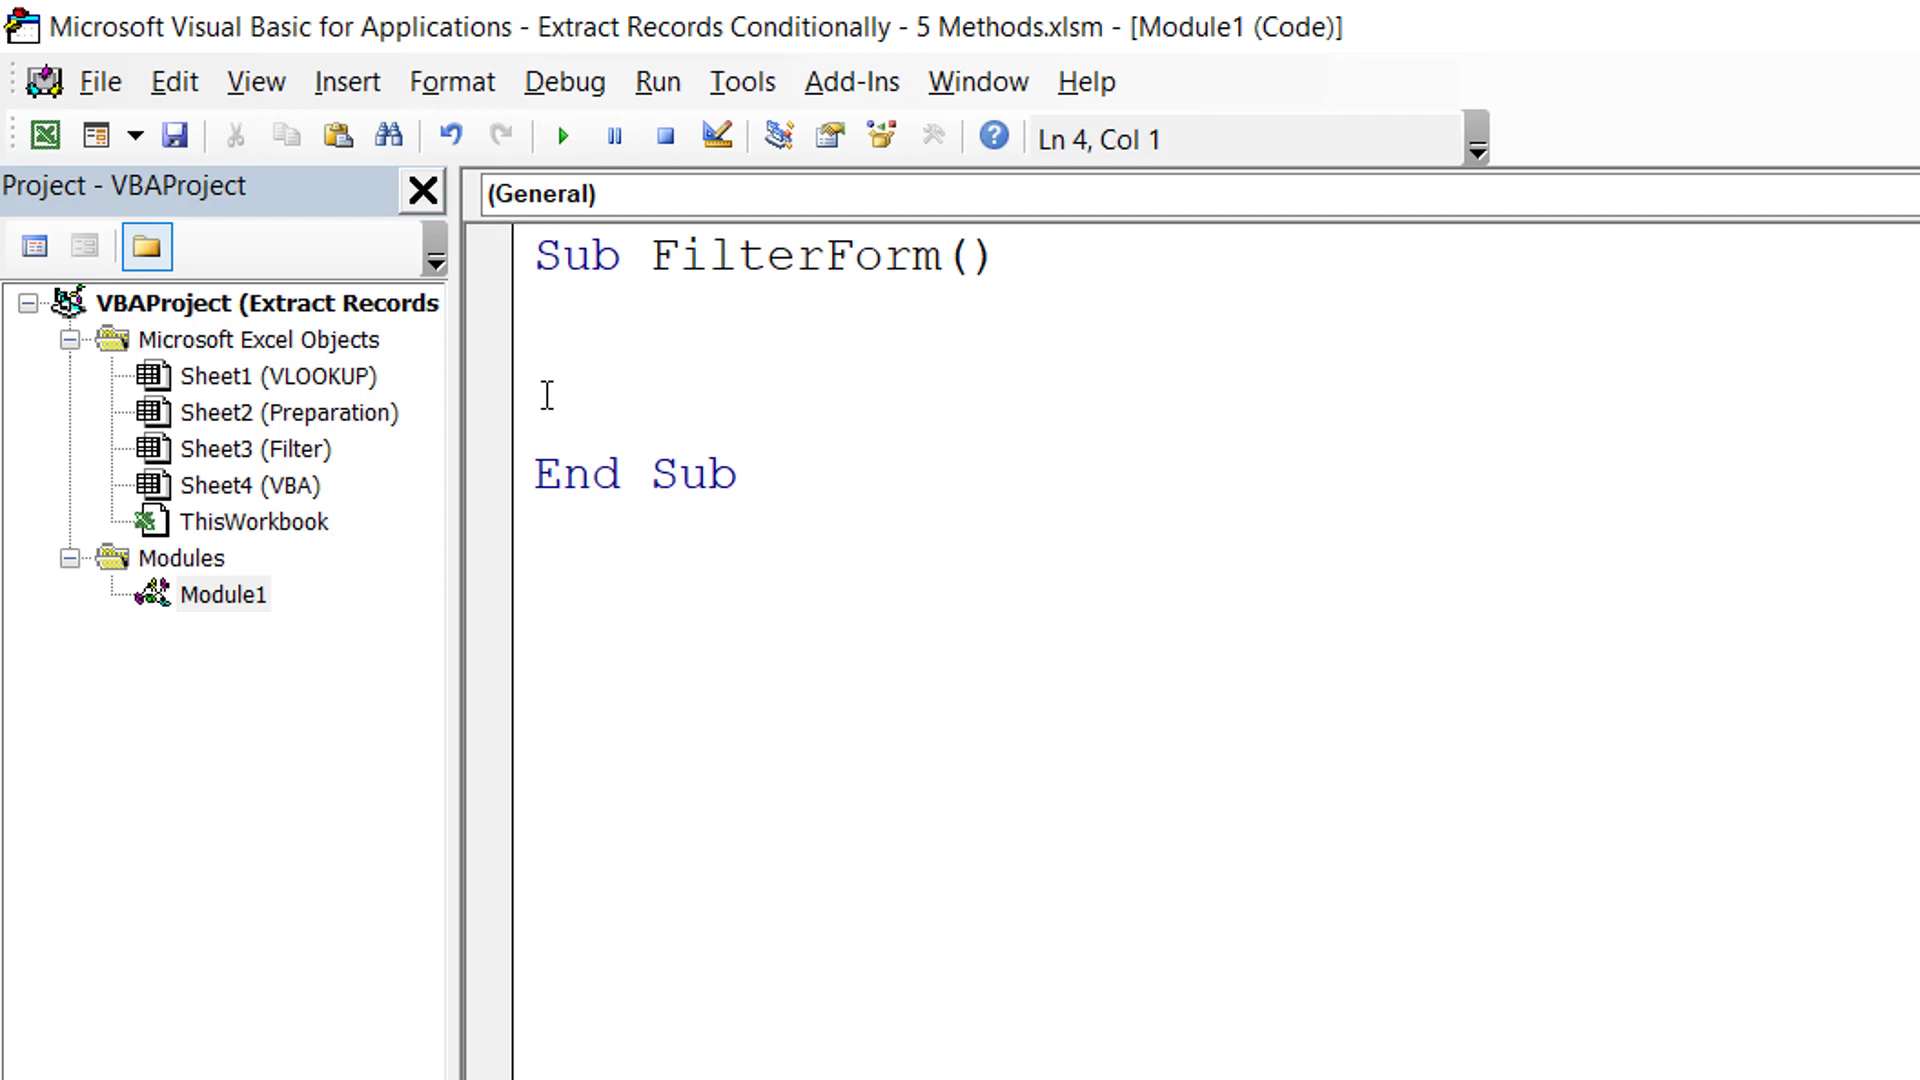 Microsoft Visual Basic for Applications - Extract Records Conditionally - 5 Methods.xlsm - [Module1 (Code)]
File Edit View Insert Format Debug Run Tools Add-Ins Window Help
Ln 4, Col 1
Project - VBAProject
(General)
VBAProject (Extract Records
Microsoft Excel Objects
Sheet1 (VLOOKUP)
Sheet2 (Preparation)
Sheet3 (Filter)
Sheet4 (VBA)
ThisWorkbook
Modules
Module1
Sub FilterForm()
End Sub